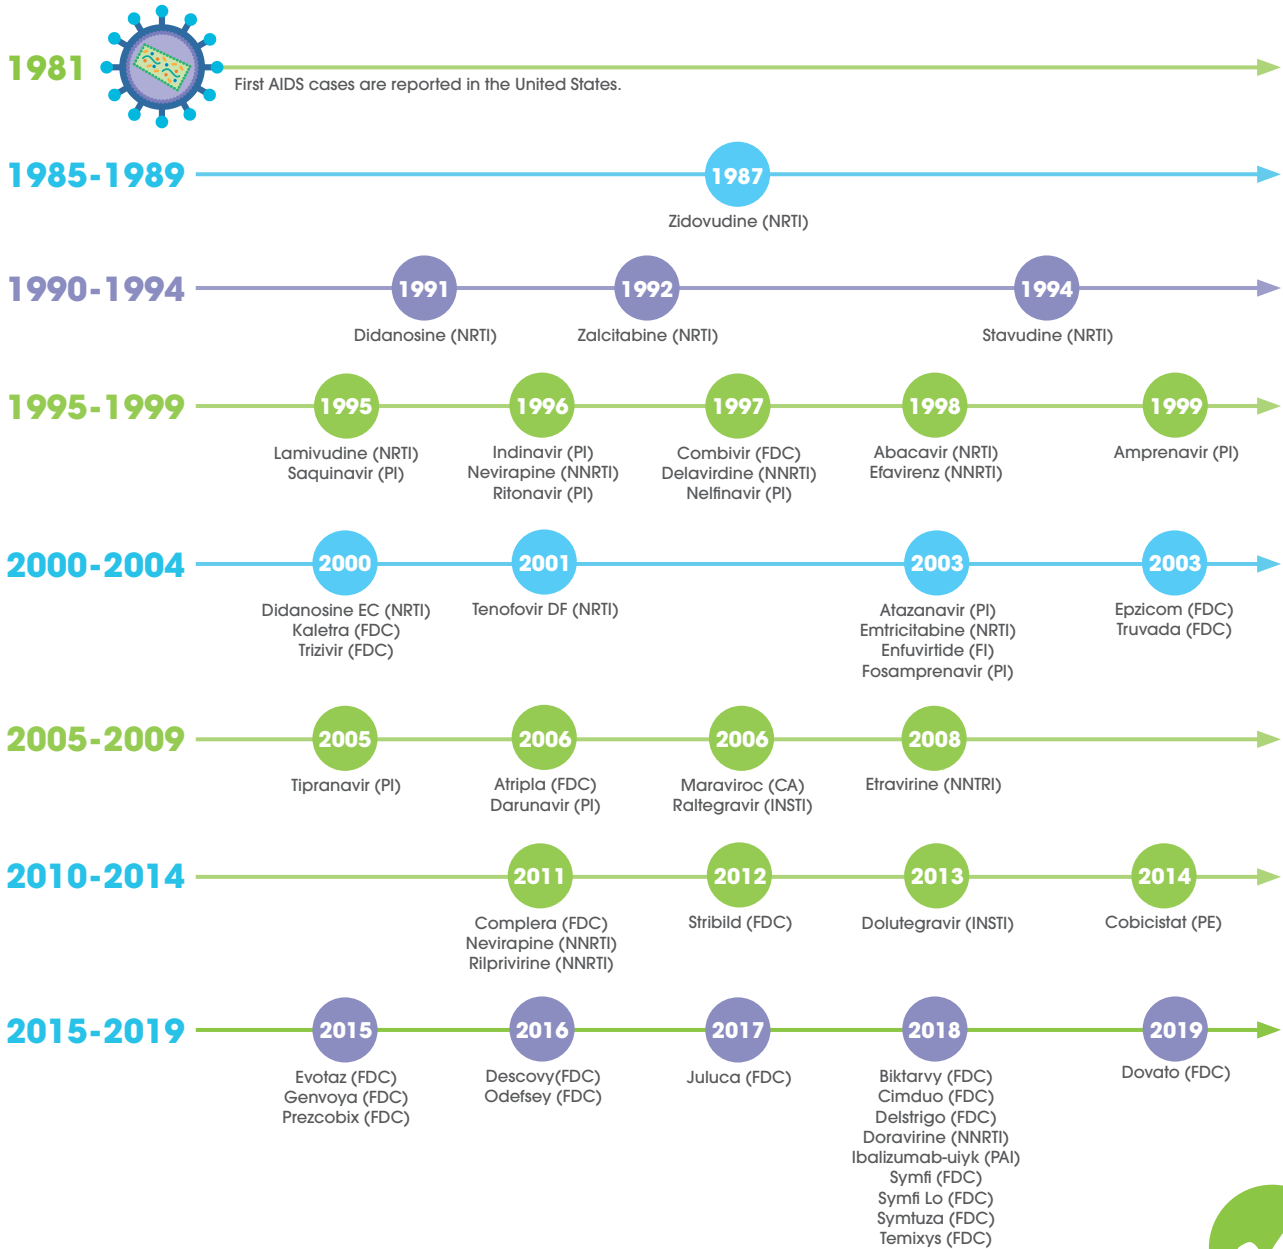 1981
First AIDS cases are reported in the United States.
1985-1989
1987
Zidovudine (NRTI)
1990-1994
1991
Didanosine (NRTI)
1992
Zalcitabine (NRTI)
1994
Stavudine (NRTI)
1995-1999
1995
Lamivudine (NRTI)
Saquinavir (PI)
1996
Indinavir (PI)
Nevirapine (NNRTI)
Ritonavir (PI)
1997
Combivir (FDC)
Delavirdine (NNRTI)
Nelfinavir (PI)
1998
Abacavir (NRTI)
Efavirenz (NNRTI)
1999
Amprenavir (PI)
2000-2004
2000
Didanosine EC (NRTI)
Kaletra (FDC)
Trizivir (FDC)
2001
Tenofovir DF (NRTI)
2003
Atazanavir (PI)
Emtricitabine (NRTI)
Enfuvirtide (FI)
Fosamprenavir (PI)
2003
Epzicom (FDC)
Truvada (FDC)
2005-2009
2005
Tipranavir (PI)
2006
Atripla (FDC)
Darunavir (PI)
2006
Maraviroc (CA)
Raltegravir (INSTI)
2008
Etravirine (NNTRI)
2010-2014
2011
Complera (FDC)
Nevirapine (NNRTI)
Rilprivirine (NNRTI)
2012
Stribild (FDC)
2013
Dolutegravir (INSTI)
2014
Cobicistat (PE)
2015-2019
2015
Evotaz (FDC)
Genvoya (FDC)
Prezcobix (FDC)
2016
Descovy(FDC)
Odefsey (FDC)
2017
Juluca (FDC)
2018
Biktarvy (FDC)
Cimduo (FDC)
Delstrigo (FDC)
Doravirine (NNRTI)
Ibalizumab-uiyk (PAI)
Symfi (FDC)
Symfi Lo (FDC)
Symtuza (FDC)
Temixys (FDC)
2019
Dovato (FDC)